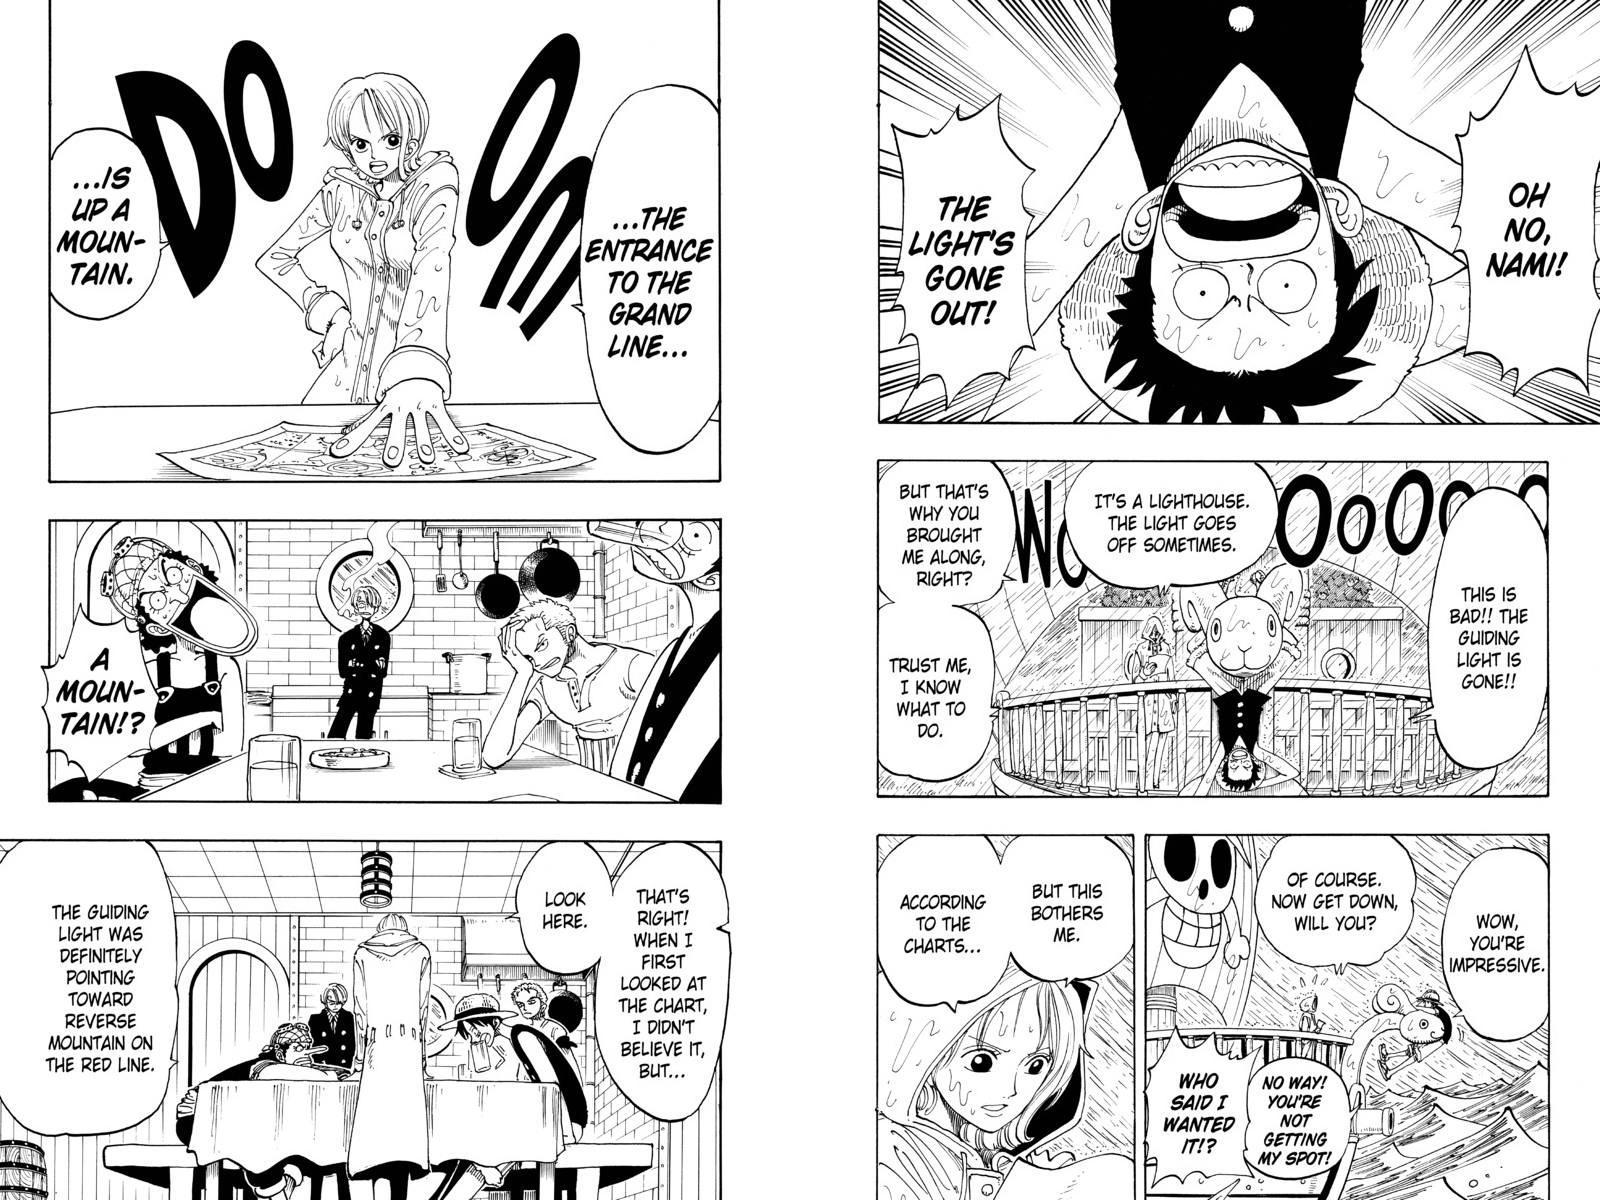 OH
NO,
NAMI!
THE
LIGHT'S
GONE
OUT!
THIS IS
BAD!! THE
GUIDING
LIGHT IS
GONE!!
IT'S A LIGHTHOUSE.
THE LIGHT GOES
OFF SOMETIMES.
BUT THAT'S
WHY YOU
BROUGHT
ME ALONG,
RIGHT?
TRUST ME,
I KNOW
WHAT TO
DO.
WOW,
YOU'RE
IMPRESSIVE.
OF COURSE.
NOW GET DOWN,
WILL YOU?
NO WAY!
YOU'RE
NOT
GETTING
MY SPOT!
WHO
SAID I
WANTED
IT!?
BUT THIS
BOTHERS
ME.
ACCORDING
TO THE
CHARTS...
...THE
ENTRANCE
TO THE
GRAND
LINE...
DOOM
...IS
UP A
MOUN-
TAIN.
A
MOUN-
TAIN!?
THAT'S
RIGHT!
WHEN I
FIRST
LOOKED AT
THE CHART,
I DIDN'T
BELIEVE IT,
BUT...
LOOK
HERE.
THE GUIDING
LIGHT WAS
DEFINITELY
POINTING
TOWARD
REVERSE
MOUNTAIN ON
THE RED LINE.